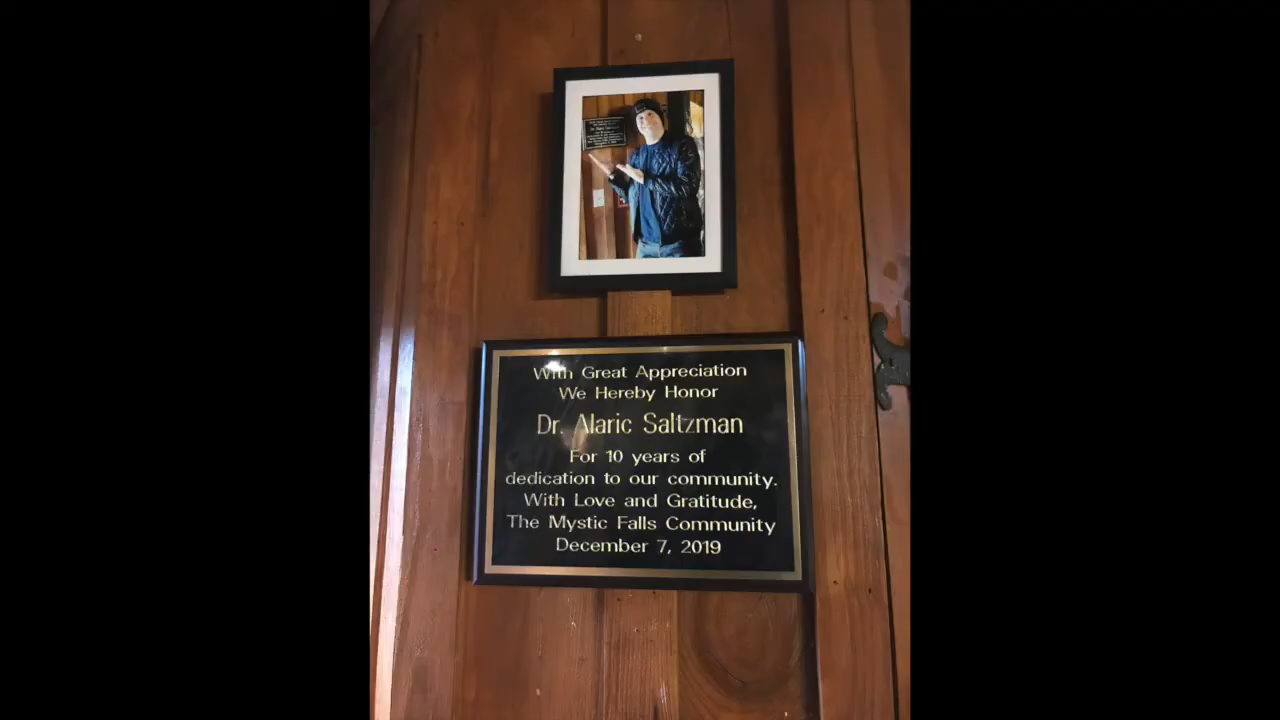 With Great Appreciation
We Hereby Honor
Dr. Alaric Saltzman
For 10 years of
dedication to our community.
With Love and Gratitude,
The Mystic Falls Community
December 7, 2019